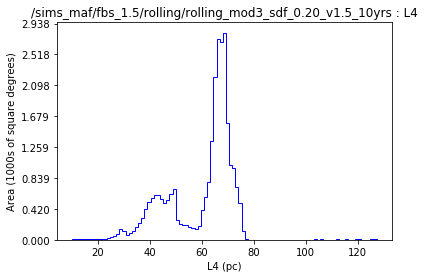 /sims_maf/fbs_1.5/rolling/rolling_mod3_sdf_0.20_v1.5_10yrs : L4
2.938
2.518
2.098
1.679
1.259
0.839
0.420
0.000
Area (1000s of square degrees)
20 40 60 80 100 120
L4 (pc)